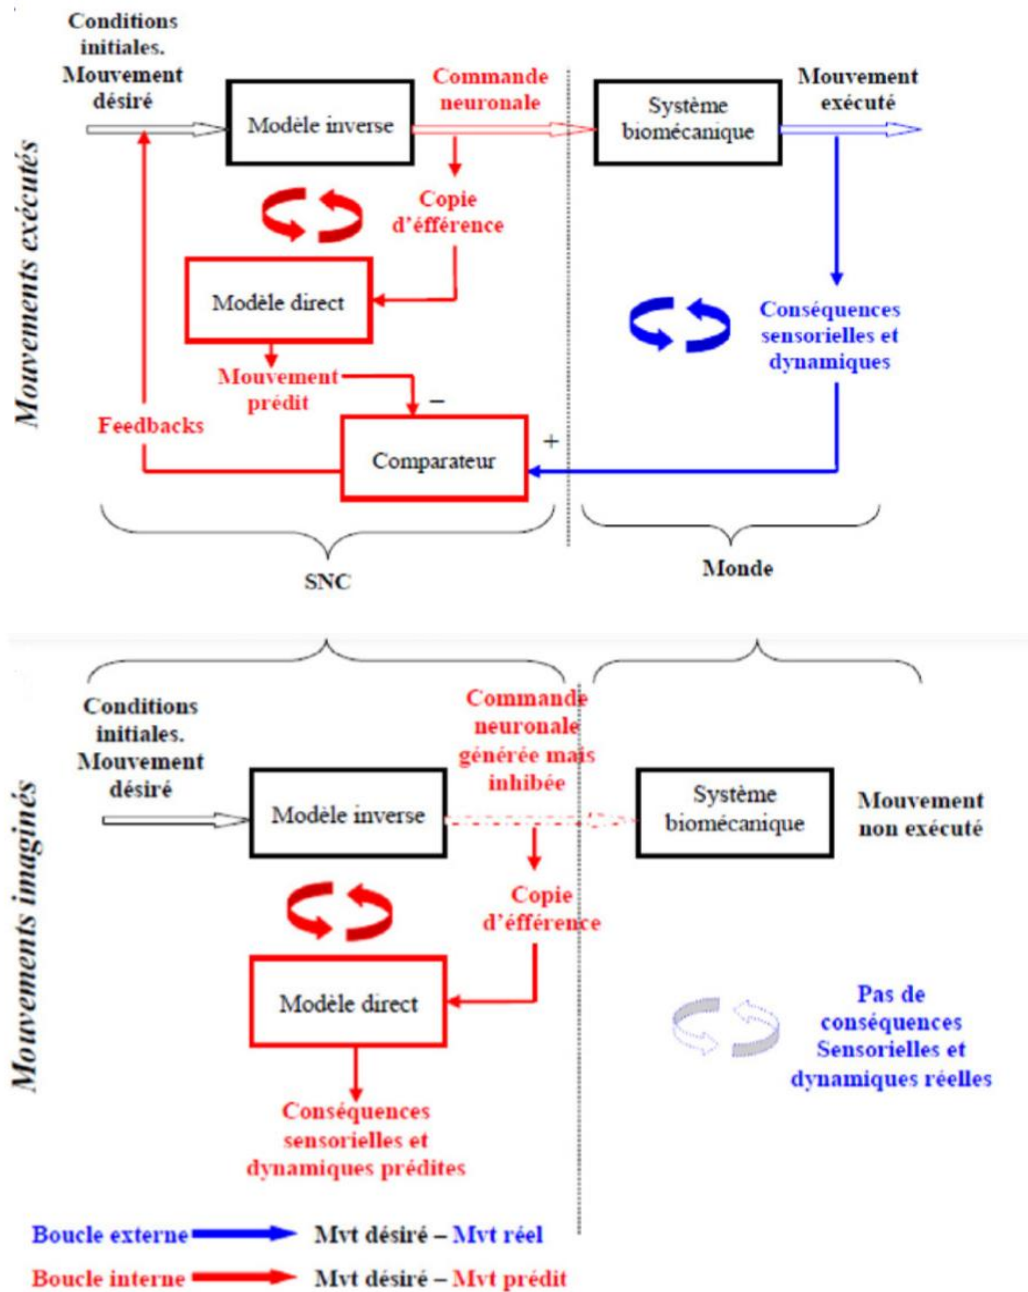 Conditions
initiales.
Mouvement
désiré
Modèle inverse
Commande
neuronale
Système
biomécanique
Mouvement
exécuté
Copie
d'éfférence
Modèle direct
Mouvement
prédit
Feedbacks
Comparateur
–
+
Conséquences
sensorielles et
dynamiques
Mouvements exécutés
SNC
Monde
Conditions
initiales.
Mouvement
désiré
Modèle inverse
Commande
neuronale
générée mais
inhibée
Système
biomécanique
Mouvement
non exécuté
Copie
d'éfférence
Modèle direct
Conséquences
sensorielles et
dynamiques prédites
Pas de
conséquences
Sensorielles et
dynamiques réelles
Mouvements imaginés
Boucle externe Mvt désiré – Mvt réel
Boucle interne Mvt désiré – Mvt prédit